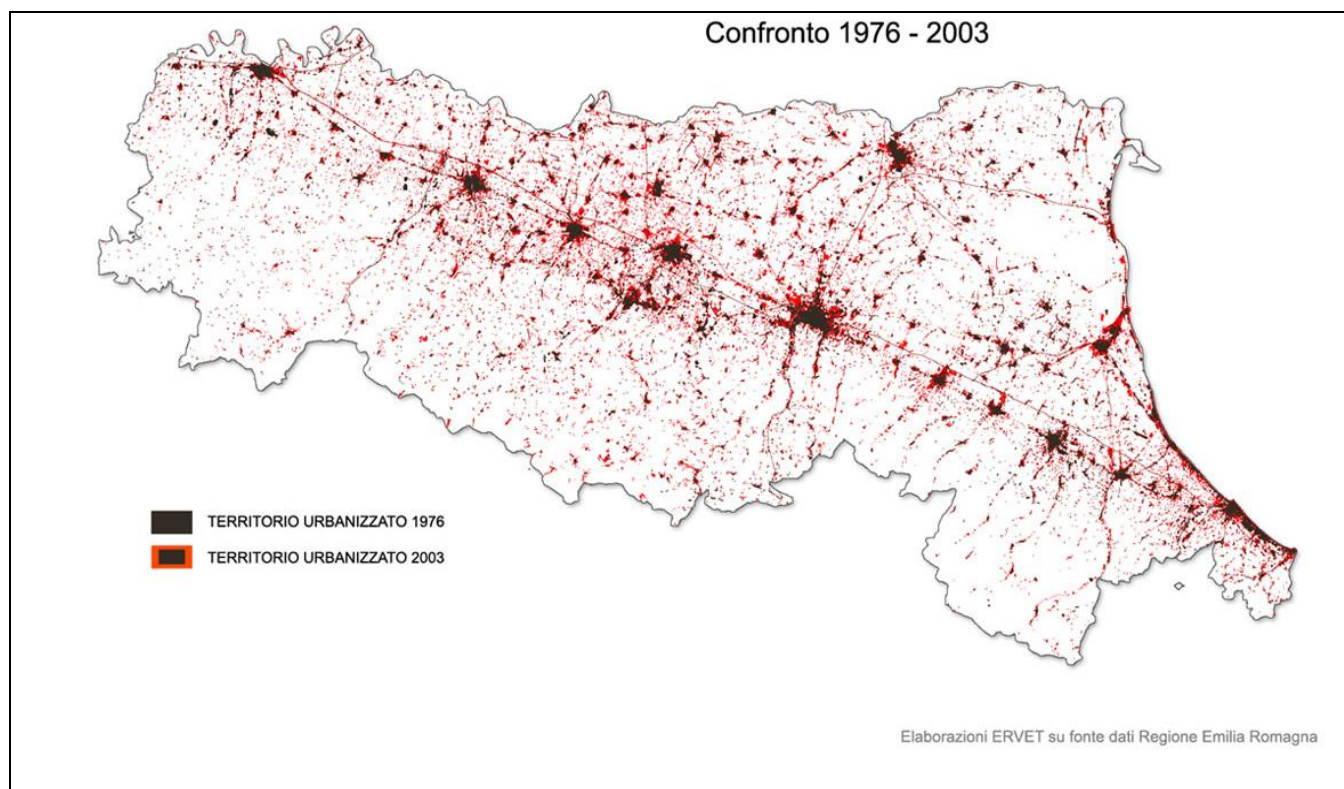 Confronto 1976 - 2003
TERRITORIO URBANIZZATO 1976
TERRITORIO URBANIZZATO 2003
Elaborazioni ERVET su fonte dati Regione Emilia Romagna